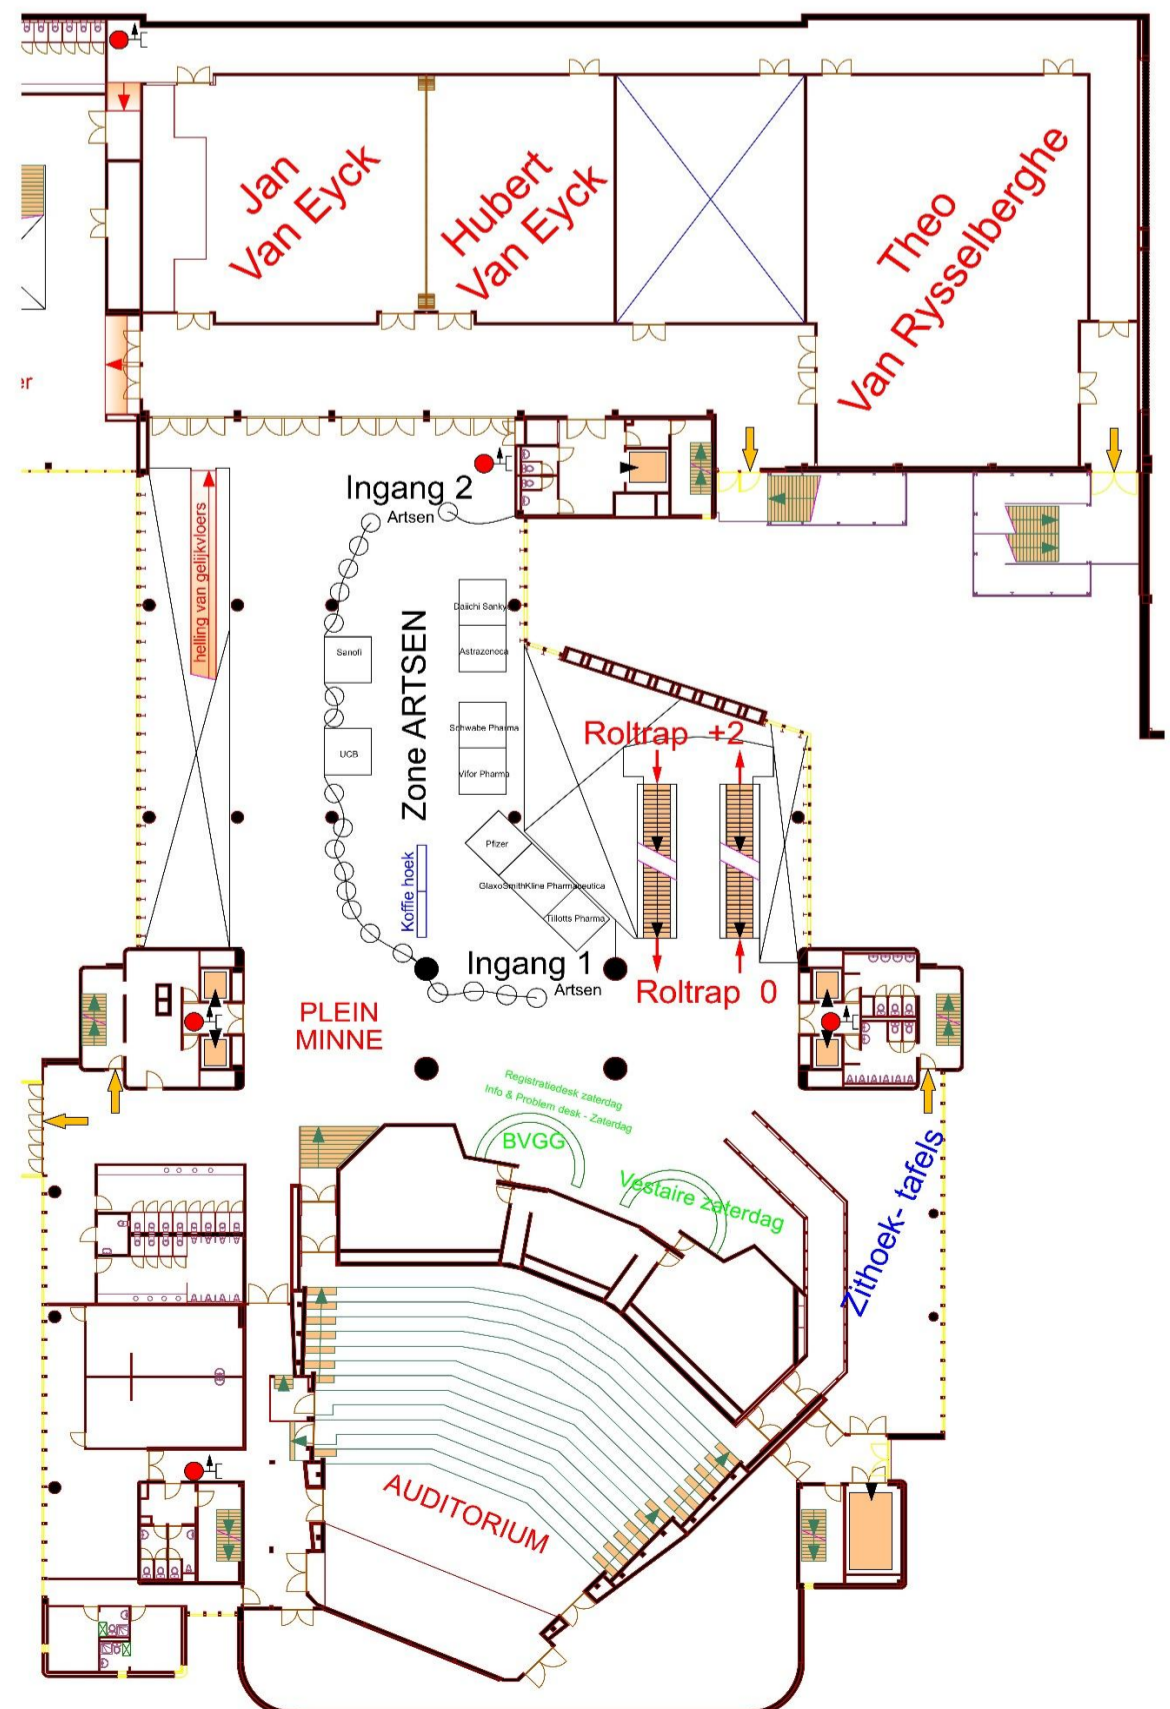 Jan
Van Eyck
Hubert
Van Eyck
Theo
Van Rysselberghe
er
Ingang 2
Artsen
helling van gelijkvloers
Zone ARTSEN
Daiichi Sanky
Astrazeneca
Sanofi
Schwabe Pharma
UCB
Vifor Pharma
Roltrap +2
Koffie hoek
Pfizer
GlaxoSmithKline Pharmaceutica
Tillotts Pharma
Ingang 1
Artsen
Roltrap 0
PLEIN
MINNE
Registratiedesk zaterdag
Info & Problem desk - Zaterdag
BVGG
Vestaire zaterdag
Zithoek- tafels
AUDITORIUM